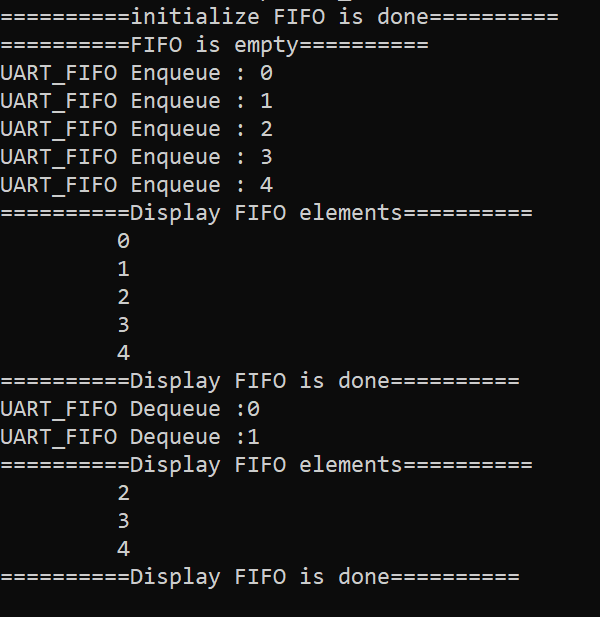 ==========initialize FIFO is done==========
==========FIFO is empty==========
UART_FIFO Enqueue : 0
UART_FIFO Enqueue : 1
UART_FIFO Enqueue : 2
UART_FIFO Enqueue : 3
UART_FIFO Enqueue : 4
==========Display FIFO elements==========
         0
         1
         2
         3
         4
==========Display FIFO is done==========
UART_FIFO Dequeue :0
UART_FIFO Dequeue :1
==========Display FIFO elements==========
         2
         3
         4
==========Display FIFO is done==========